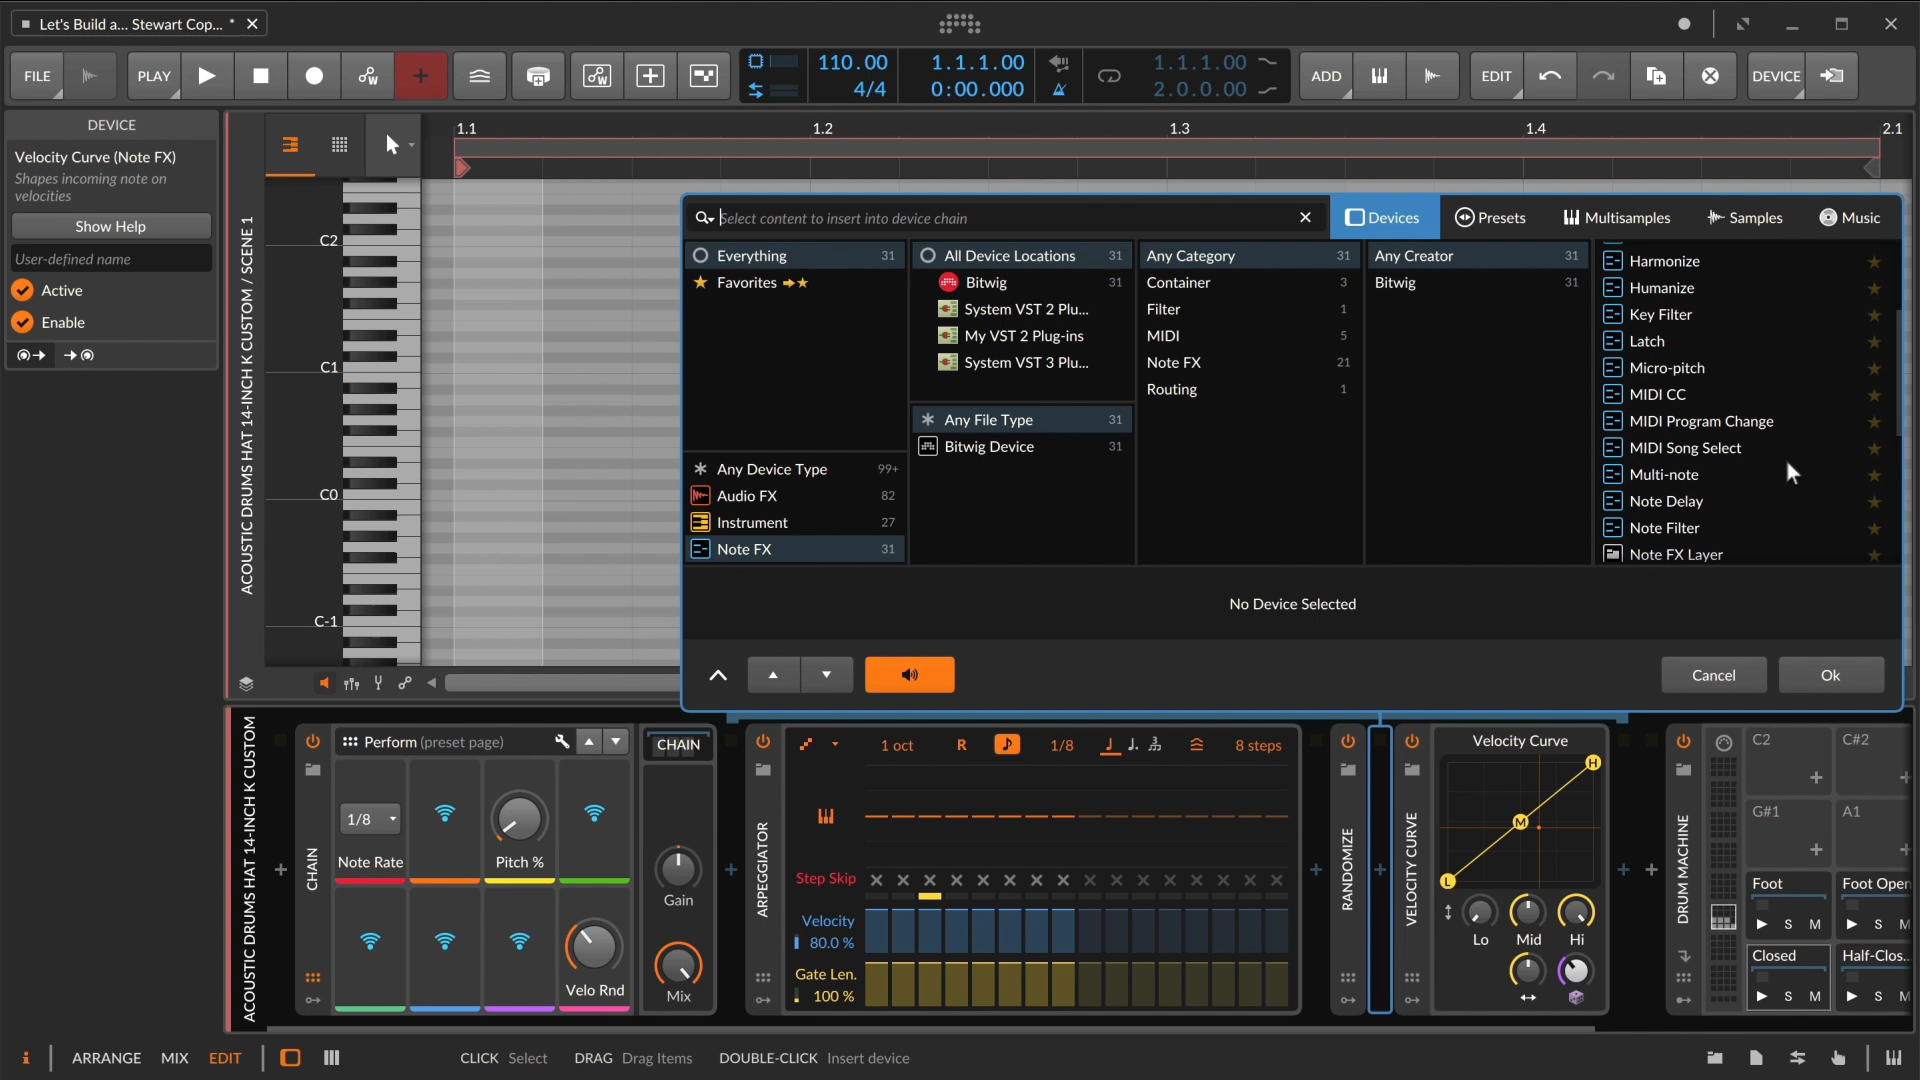 Let's Build a... Stewart Cop... *
FILE
PLAY
110.00
4/4
1.1.1.00
0:00.000
1.1.1.00
2.0.0.00
ADD
EDIT
DEVICE
DEVICE
Velocity Curve (Note FX)
Shapes incoming note on
velocities
Show Help
User-defined name
Active
Enable
ACOUSTIC DRUMS HAT 14-INCH K CUSTOM / SCENE 1
1.1
1.2
1.3
1.4
2.1
C2
C1
C0
C-1
Select content to insert into device chain
Devices
Presets
Multisamples
Samples
Music
Everything 31
Favorites
Any Device Type 99+
Audio FX 82
Instrument 27
Note FX 31
All Device Locations 31
Bitwig 31
System VST 2 Plu...
My VST 2 Plug-ins
System VST 3 Plu...
Any File Type 31
Bitwig Device 31
Any Category 31
Container 3
Filter 1
MIDI 5
Note FX 21
Routing 1
Any Creator 31
Bitwig 31
Harmonize
Humanize
Key Filter
Latch
Micro-pitch
MIDI CC
MIDI Program Change
MIDI Song Select
Multi-note
Note Delay
Note Filter
Note FX Layer
No Device Selected
Cancel
Ok
ACOUSTIC DRUMS HAT 14-INCH K CUSTOM
CHAIN
Perform (preset page)
1/8
Note Rate
Pitch %
Velo Rnd
CHAIN
Gain
Mix
ARPEGGIATOR
1 oct
R
1/8
8 steps
Step Skip
Velocity
80.0 %
Gate Len.
100 %
RANDOMIZE
VELOCITY CURVE
Velocity Curve
H
M
L
Lo
Mid
Hi
DRUM MACHINE
C2
C#2
G#1
A1
Foot
Foot Open
S M
S M
Closed
Half-Clos...
S M
S M
i
ARRANGE
MIX
EDIT
CLICK Select
DRAG Drag Items
DOUBLE-CLICK Insert device